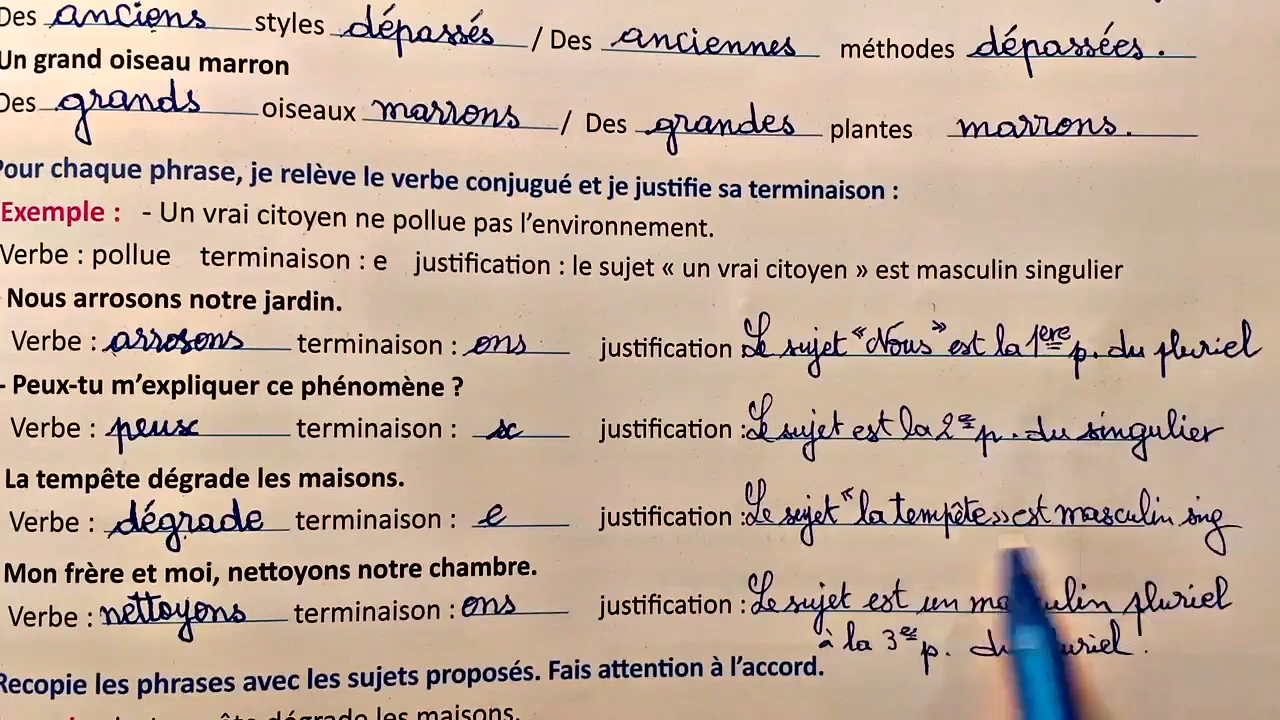 Des anciens styles dépassés / Des anciennes méthodes dépassées.
Un grand oiseau marron
Des grands oiseaux marrons / Des grandes plantes marrons.
Pour chaque phrase, je relève le verbe conjugué et je justifie sa terminaison :
Exemple : - Un vrai citoyen ne pollue pas l'environnement.
Verbe : pollue terminaison : e justification : le sujet « un vrai citoyen » est masculin singulier
Nous arrosons notre jardin.
Verbe : arrosons terminaison : ons justification : Le sujet "Nous" est la 1ere p. du pluriel
- Peux-tu m'expliquer ce phénomène ?
Verbe : peux terminaison : x justification : Le sujet est la 2e p. du singulier
La tempête dégrade les maisons.
Verbe : dégrade terminaison : e justification : Le sujet « la tempête » est masculin sing
Mon frère et moi, nettoyons notre chambre.
Verbe : nettoyons terminaison : ons justification : Le sujet est un masculin pluriel
à la 3e p. du pluriel.
Recopie les phrases avec les sujets proposés. Fais attention à l'accord.
dégrade les maisons.